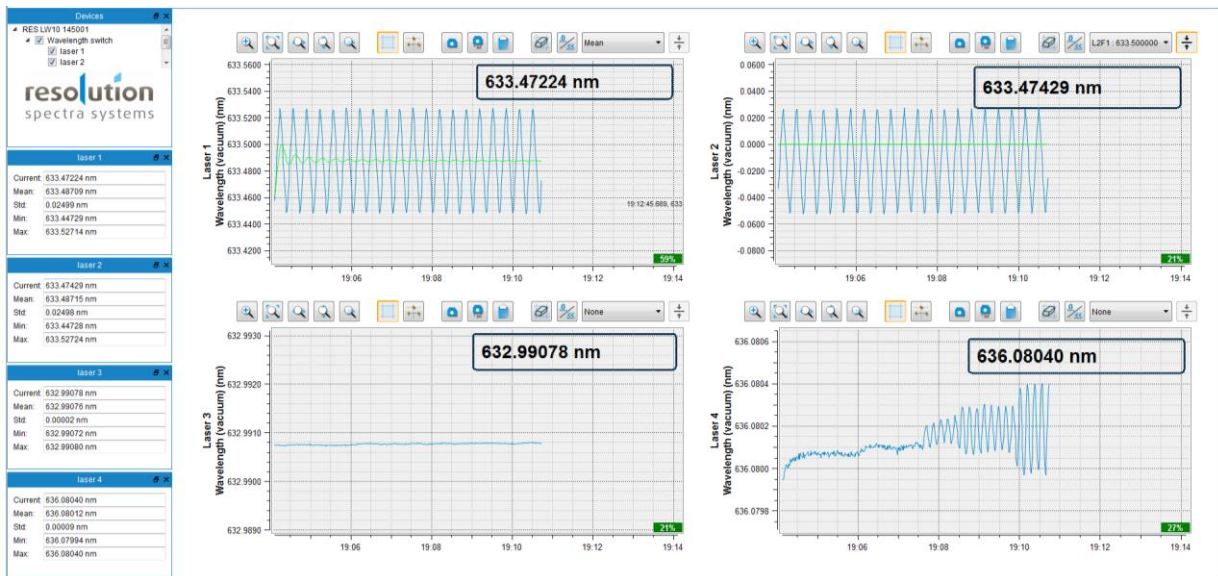 Devices
RES LW10 145001
Wavelength switch
laser 1
laser 2
resolution
spectra systems
laser 1
Current: 633.47224 nm
Mean: 633.48709 nm
Std: 0.02499 nm
Min: 633.44729 nm
Max: 633.52714 nm
laser 2
Current: 633.47429 nm
Mean: 633.48715 nm
Std: 0.02498 nm
Min: 633.44728 nm
Max: 633.52724 nm
laser 3
Current: 632.99078 nm
Mean: 632.99076 nm
Std: 0.00002 nm
Min: 632.99072 nm
Max: 632.99080 nm
laser 4
Current: 636.08040 nm
Mean: 636.08012 nm
Std: 0.00009 nm
Min: 636.07994 nm
Max: 636.08040 nm
Mean
633.47224 nm
Laser 1
Wavelength (vacuum) (nm)
633.5600
633.5400
633.5200
633.5000
633.4800
633.4600
633.4400
633.4200
19:12:45.669, 633
59%
19:06 19:08 19:10 19:12 19:14
L2F1 : 633.500000
633.47429 nm
Laser 2
Wavelength (vacuum) (nm)
0.0600
0.0400
0.0200
0.0000
-0.0200
-0.0400
-0.0600
-0.0800
21%
19:06 19:08 19:10 19:12 19:14
None
632.99078 nm
Laser 3
Wavelength (vacuum) (nm)
632.9930
632.9920
632.9910
632.9900
632.9890
21%
19:06 19:08 19:10 19:12 19:14
None
636.08040 nm
Laser 4
Wavelength (vacuum) (nm)
636.0806
636.0804
636.0802
636.0800
636.0798
27%
19:06 19:08 19:10 19:12 19:14